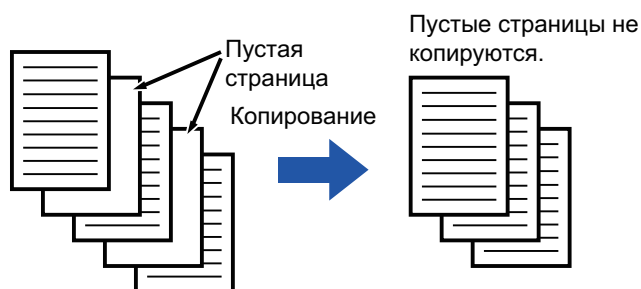 Пустая
страница
Копирование
Пустые страницы не
копируются.